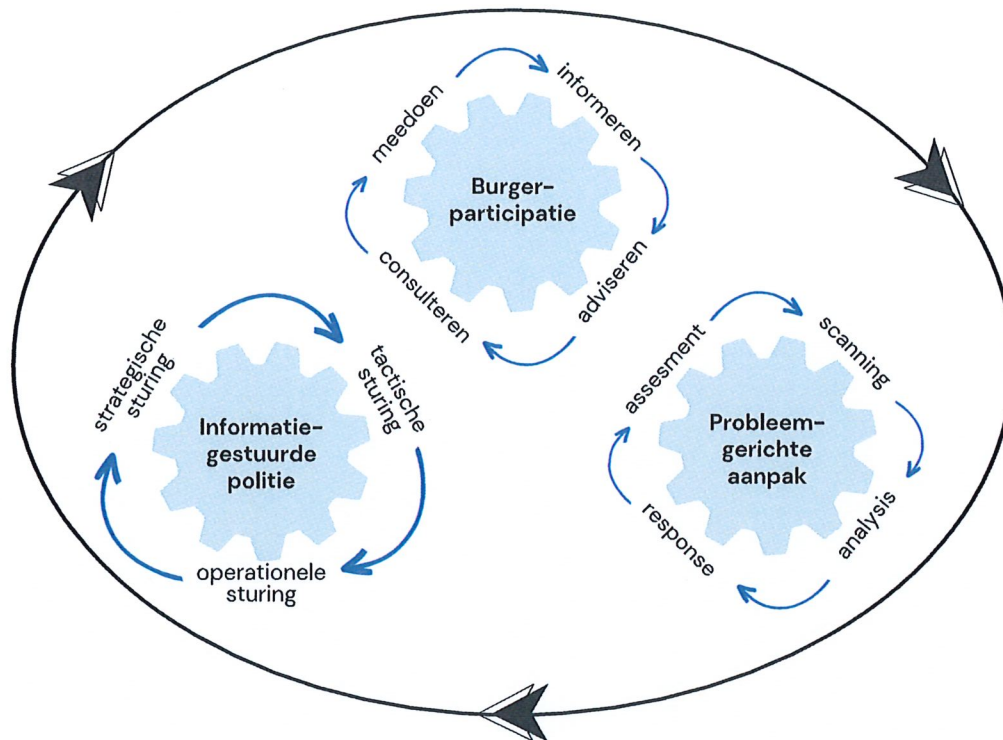 meedoen
informeren
Burger-
participatie
consulteren
adviseren
strategische
sturing
tactische
sturing
Informatie-
gestuurde
politie
operationele
sturing
assesment
scanning
Probleem-
gerichte
aanpak
response
analysis